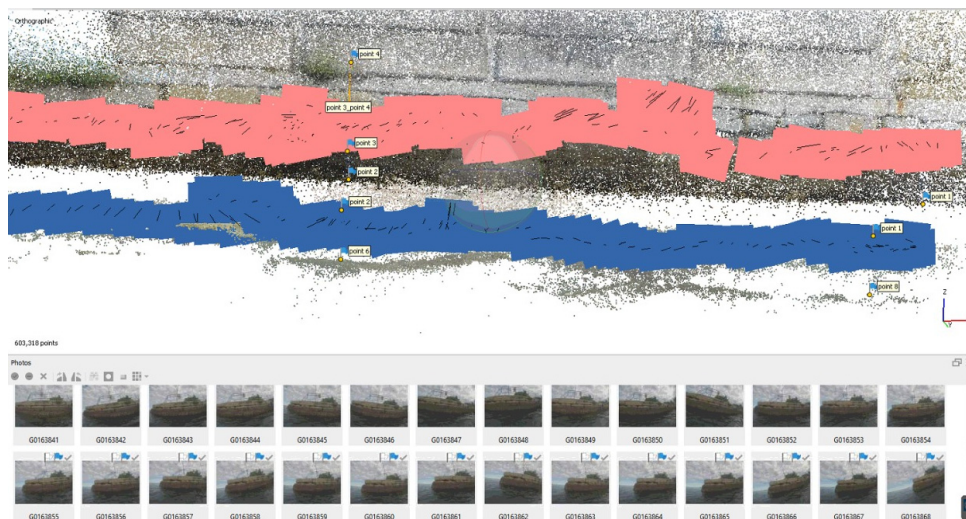 Orthographic
point 4
point 3_point 4
point 3
point 2
point 1
point 2
point 1
point 6
point 8
Z
Y
603,318 points
Photos
G0163841 G0163842 G0163843 G0163844 G0163845 G0163846 G0163847 G0163848 G0163849 G0163850 G0163851 G0163852 G0163853 G0163854
G0163855 G0163856 G0163857 G0163858 G0163859 G0163860 G0163861 G0163862 G0163863 G0163864 G0163865 G0163866 G0163867 G0163868